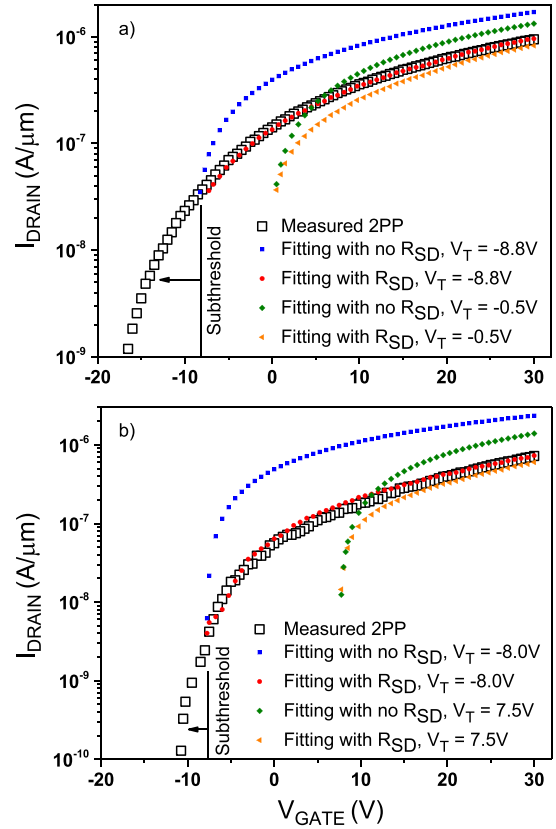 a)
I_DRAIN (A/μm)
10^-6
10^-7
10^-8
10^-9
Subthreshold
Measured 2PP
Fitting with no R_SD, V_T = -8.8V
Fitting with R_SD, V_T = -8.8V
Fitting with no R_SD, V_T = -0.5V
Fitting with R_SD, V_T = -0.5V
-20 -10 0 10 20 30
b)
I_DRAIN (A/μm)
10^-6
10^-7
10^-8
10^-9
10^-10
Subthreshold
Measured 2PP
Fitting with no R_SD, V_T = -8.0V
Fitting with R_SD, V_T = -8.0V
Fitting with no R_SD, V_T = 7.5V
Fitting with R_SD, V_T = 7.5V
-20 -10 0 10 20 30
V_GATE (V)